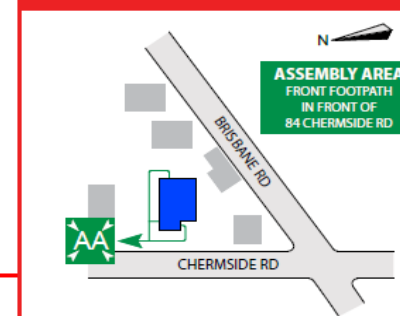 N
ASSEMBLY AREA
FRONT FOOTPATH
IN FRONT OF
84 CHERMSIDE RD
BRISBANE RD
AA
CHERMSIDE RD